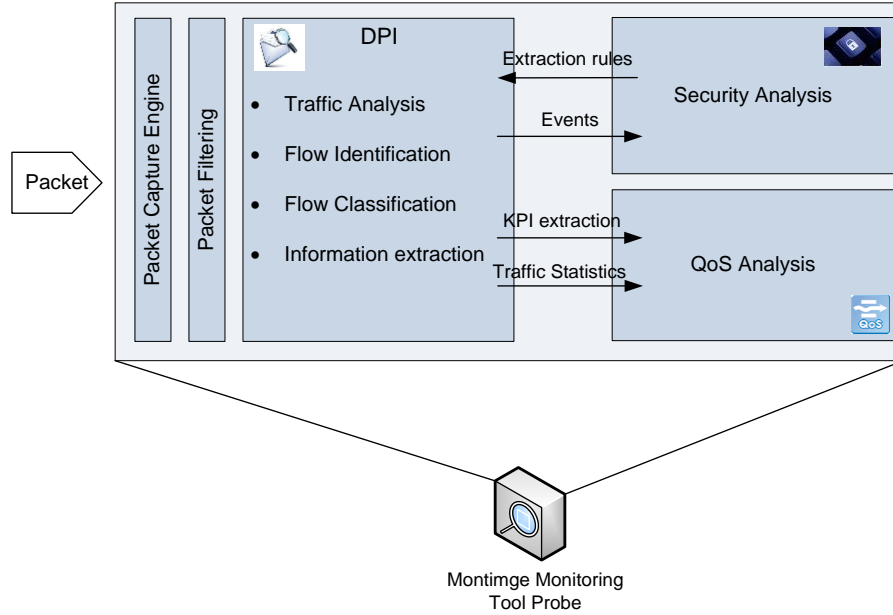 Packet
Packet Capture Engine
Packet Filtering
DPI
• Traffic Analysis
• Flow Identification
• Flow Classification
• Information extraction
Extraction rules
Events
KPI extraction
Traffic Statistics
Security Analysis
QoS Analysis
QoS
Montimge Monitoring
Tool Probe